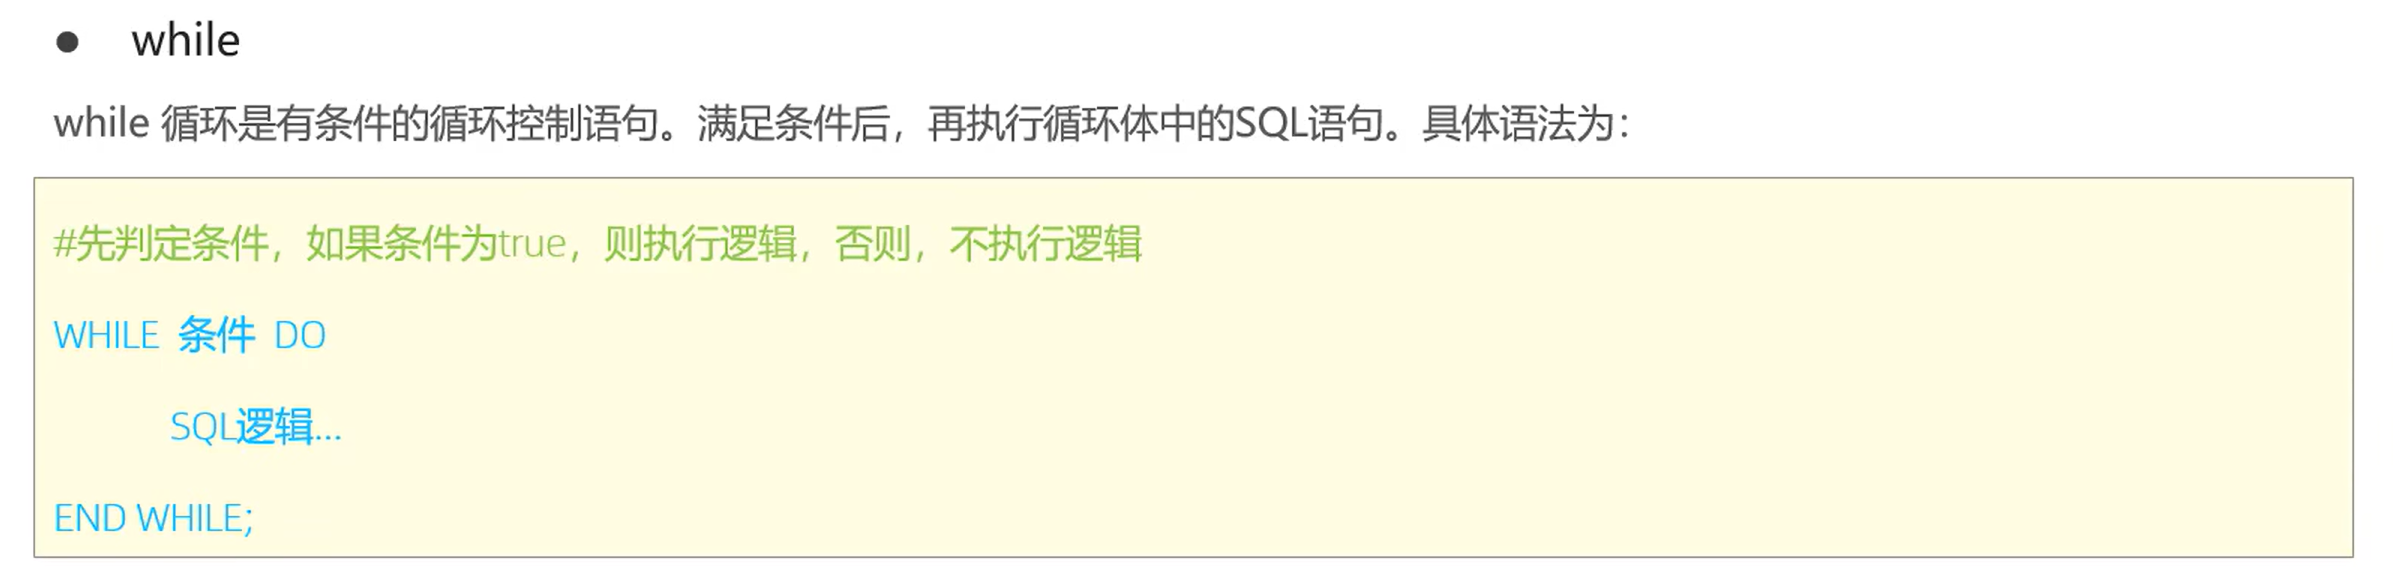 ● while
while 循环是有条件的循环控制语句。满足条件后，再执行循环体中的SQL语句。具体语法为：
#先判定条件，如果条件为true，则执行逻辑，否则，不执行逻辑
WHILE 条件 DO
SQL逻辑...
END WHILE;